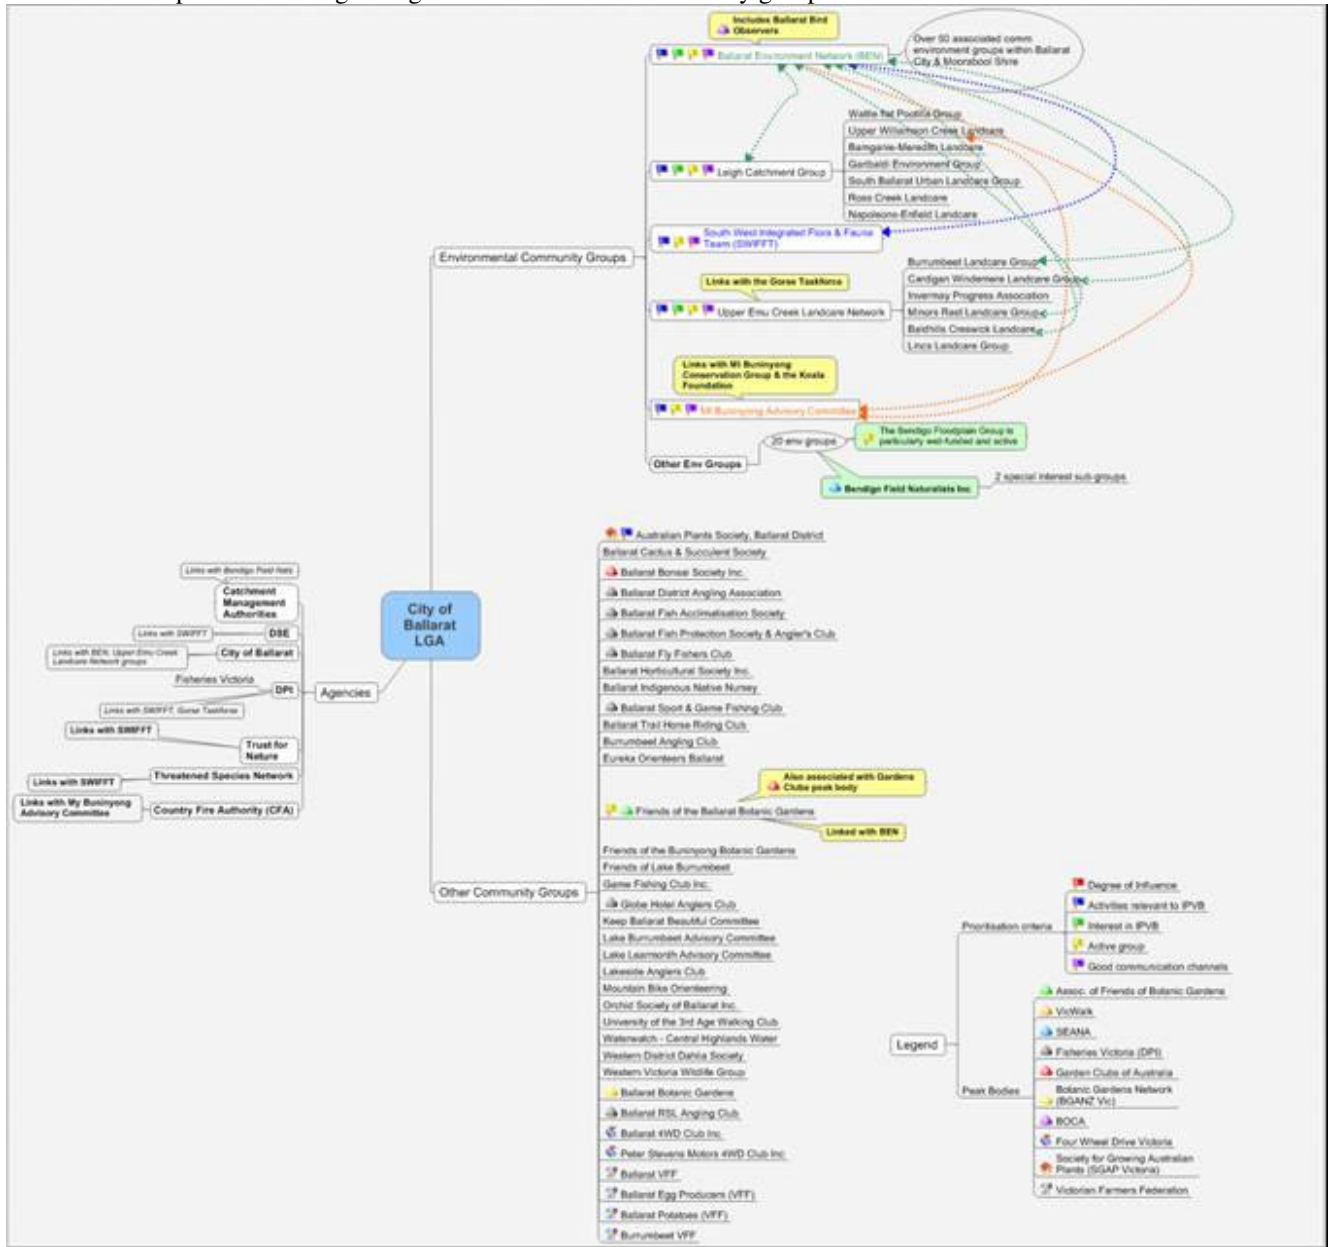 Includes Ballarat Bird
Observers
Ballarat Environment Network (BEN)
Over 50 associated comm
environment groups within Ballarat
City & Moorabool Shire
Wattle flat Pootilla Group
Upper Williamson Creek Landcare
Bamganie-Meredith Landcare
Garibaldi Environment Group
Leigh Catchment Group
South Ballarat Urban Landcare Group
Ross Creek Landcare
Napoleons-Enfield Landcare
South West Integrated Flora & Fauna
Team (SWIFFT)
Environmental Community Groups
Burrumbeet Landcare Group
Links with the Gorse Taskforce
Cardigan Windemere Landcare Group
Invermay Progress Association
Upper Emu Creek Landcare Network
Minors Rest Landcare Group
Baldhills Creswick Landcare
Lincs Landcare Group
Links with Mt Buninyong
Conservation Group & the Koala
Foundation
Mt Buninyong Advisory Committee
The Bendigo Floodplain Group is
particularly well-funded and active
20 env groups
Other Env Groups
Bendigo Field Naturalists Inc
2 special interest sub-groups
Australian Plants Society, Ballarat District
Ballarat Cactus & Succulent Society
Ballarat Bonsai Society Inc.
Ballarat District Angling Association
Ballarat Fish Acclimatisation Society
Ballarat Fish Protection Society & Angler's Club
Ballarat Fly Fishers Club
Ballarat Horticultural Society Inc.
Ballarat Indigenous Native Nursey
Ballarat Sport & Game Fishing Club
Ballarat Trail Horse Riding Club
Burrumbeet Angling Club
Eureka Orienteers Ballarat
Links with Bendigo Field Nats
Catchment
Management
Authorities
Links with SWIFFT
DSE
Links with BEN, Upper Emu Creek
Landcare Network groups
City of Ballarat
Fisheries Victoria
DPI
Links with SWIFFT, Gorse Taskforce
Links with SWIFFT
Trust for
Nature
Links with SWIFFT
Threatened Species Network
Links with My Buninyong
Advisory Committee
Country Fire Authority (CFA)
Agencies
City of
Ballarat
LGA
Also associated with Gardens
Clubs peak body
Friends of the Ballarat Botanic Gardens
Linked with BEN
Friends of the Buninyong Botanic Gardens
Friends of Lake Burrumbeet
Game Fishing Club Inc.
Other Community Groups
Globe Hotel Anglers Club
Keep Ballarat Beautiful Committee
Lake Burrumbeet Advisory Committee
Lake Learmonth Advisory Committee
Lakeside Anglers Club
Mountain Bike Orienteering
Orchid Society of Ballarat Inc.
University of the 3rd Age Walking Club
Waterwatch - Central Highlands Water
Western District Dahlia Society
Western Victoria Wildlife Group
Ballarat Botanic Gardens
Ballarat RSL Angling Club
Ballarat 4WD Club Inc
Peter Stevens Motors 4WD Club Inc
Ballarat VFF
Ballarat Egg Producers (VFF)
Ballarat Potatoes (VFF)
Burrumbeet VFF
Legend
Prioritisation criteria
Degree of Influence
Activities relevant to IPVB
Interest in IPVB
Active group
Good communication channels
Peak Bodies
Assoc. of Friends of Botanic Gardens
VicWalk
SEANA
Fisheries Victoria (DPI)
Garden Clubs of Australia
Botanic Gardens Network
(BGANZ Vic)
BOCA
Four Wheel Drive Victoria
Society for Growing Australian
Plants (SGAP Victoria)
Victorian Farmers Federation